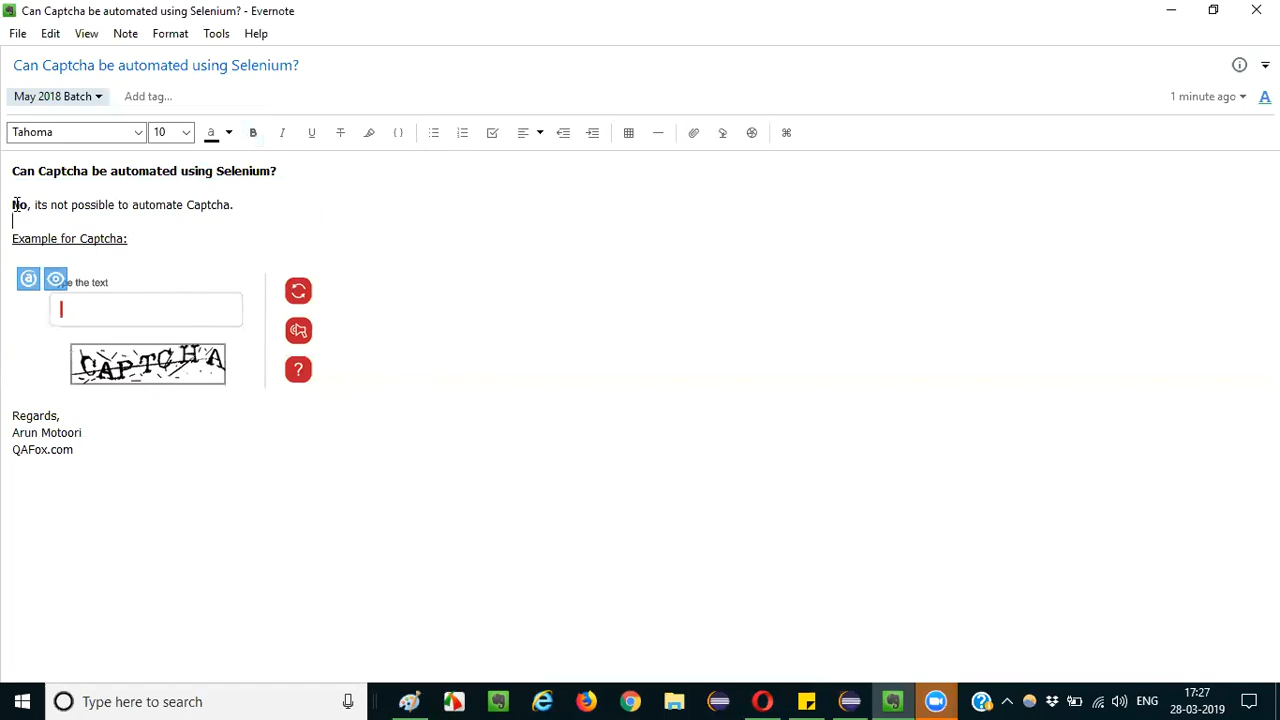 Can Captcha be automated using Selenium? - Evernote
File Edit View Note Format Tools Help
Can Captcha be automated using Selenium?
May 2018 Batch Add tag... 1 minute ago A
Tahoma 10 a B I U T { }
Can Captcha be automated using Selenium?
No, its not possible to automate Captcha.
Example for Captcha:
the text
CAPTCHA
?
Regards,
Arun Motoori
QAFox.com
Type here to search
ENG
17:27
28-03-2019